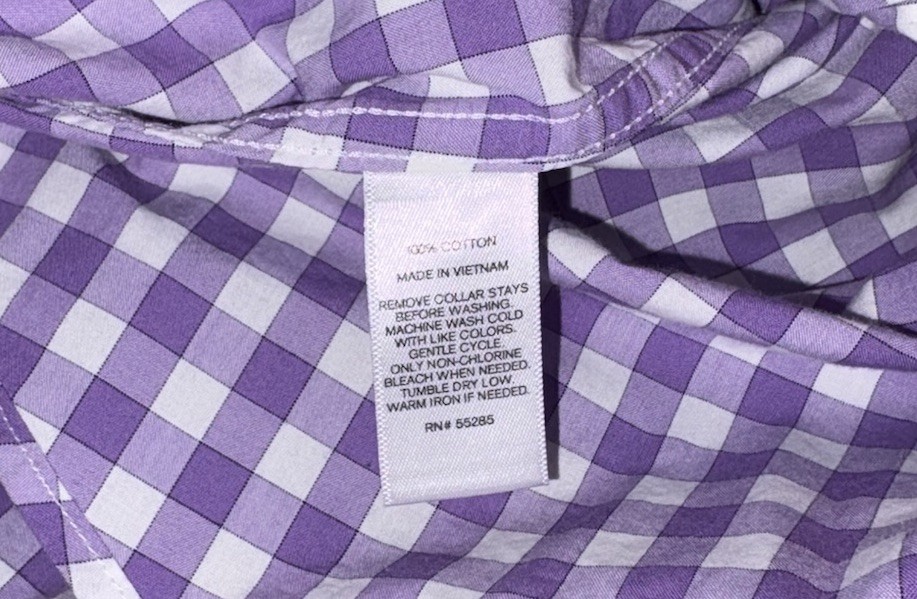 100% COTTON
MADE IN VIETNAM
REMOVE COLLAR STAYS
BEFORE WASHING.
MACHINE WASH COLD
WITH LIKE COLORS.
GENTLE CYCLE.
ONLY NON-CHLORINE
BLEACH WHEN NEEDED.
TUMBLE DRY LOW.
WARM IRON IF NEEDED.
RN# 55285